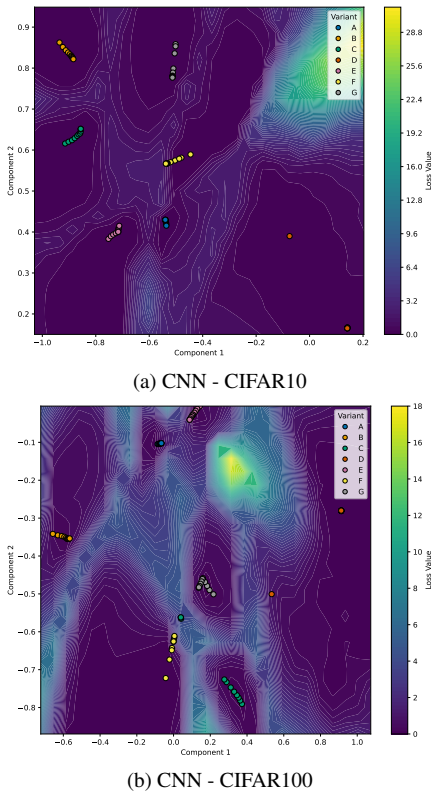 Variant
A
B
C
D
E
F
G
0.9
0.8
0.7
0.6
0.5
0.4
0.3
0.2
Component 2
−1.0 −0.8 −0.6 −0.4 −0.2 0.0 0.2
Component 1
28.8
25.6
22.4
19.2
16.0
12.8
9.6
6.4
3.2
0.0
Loss Value
(a) CNN - CIFAR10
Variant
A
B
C
D
E
F
G
−0.1
−0.2
−0.3
−0.4
−0.5
−0.6
−0.7
−0.8
Component 2
−0.6 −0.4 −0.2 0.0 0.2 0.4 0.6 0.8 1.0
Component 1
18
16
14
12
10
8
6
4
2
0
Loss Value
(b) CNN - CIFAR100